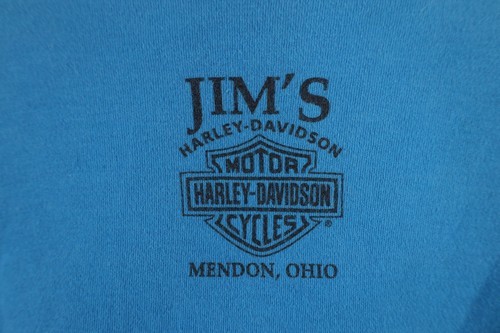 JIM'S
HARLEY-DAVIDSON
MOTOR
HARLEY-DAVIDSON
CYCLES
®
MENDON, OHIO